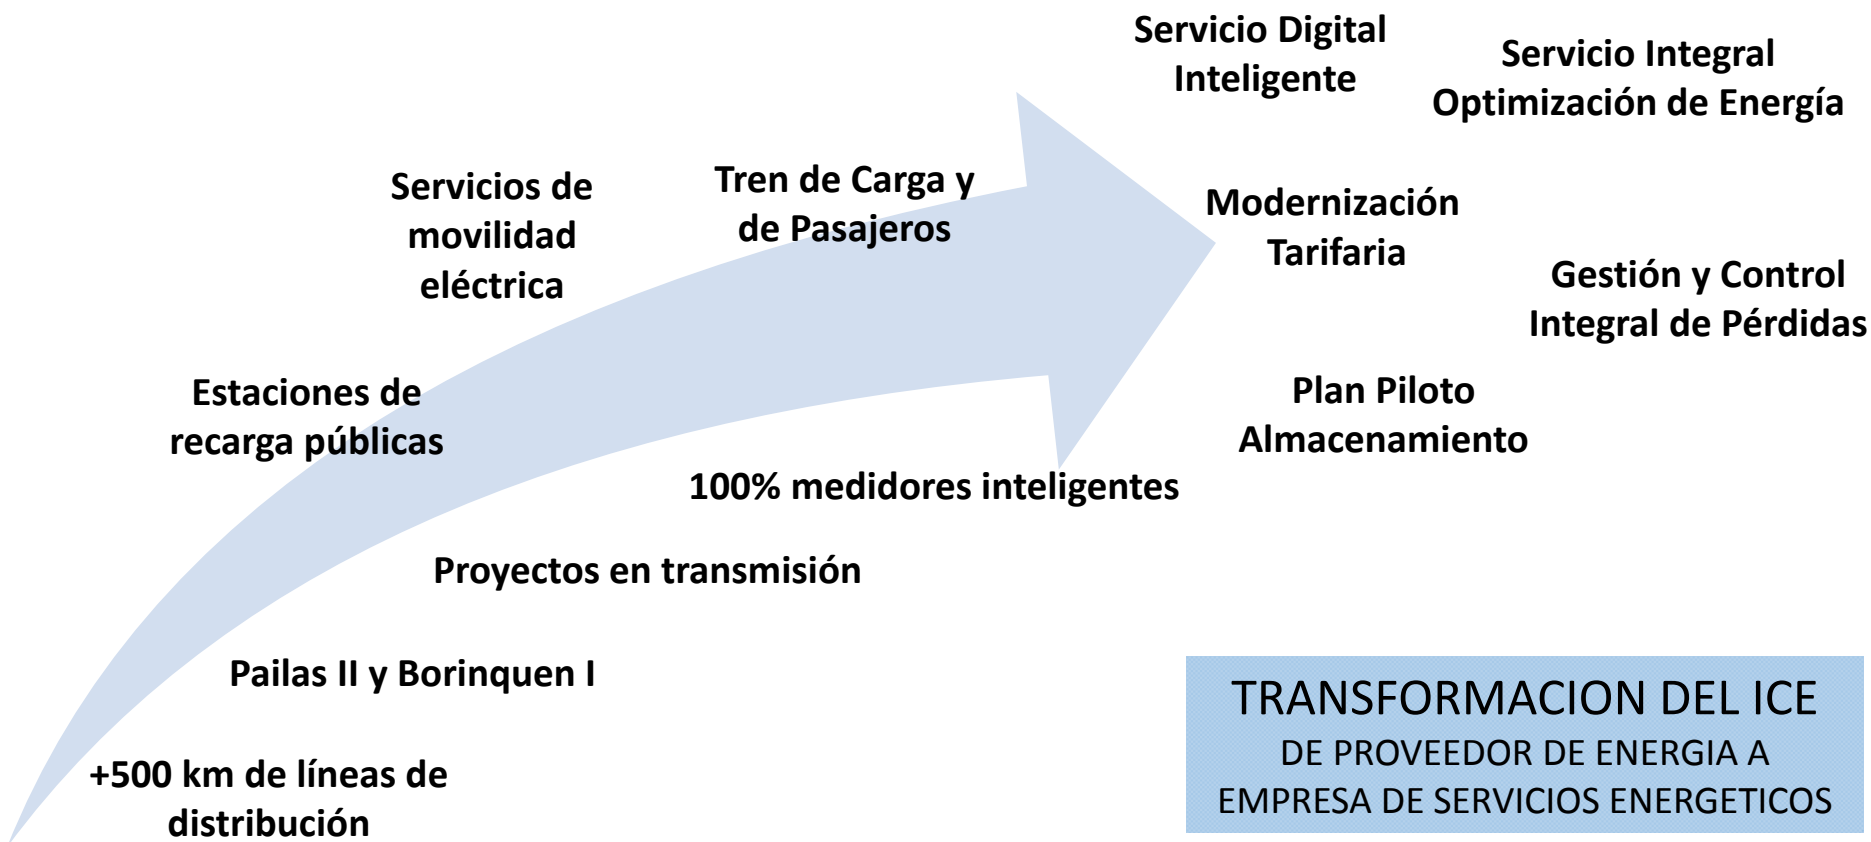 Servicio Digital
Inteligente
Servicio Integral
Optimización de Energía
Servicios de
movilidad
eléctrica
Tren de Carga y
de Pasajeros
Modernización
Tarifaria
Gestión y Control
Integral de Pérdidas
Estaciones de
recarga públicas
Plan Piloto
Almacenamiento
100% medidores inteligentes
Proyectos en transmisión
Pailas II y Borinquen I
+500 km de líneas de
distribución
TRANSFORMACION DEL ICE
DE PROVEEDOR DE ENERGIA A
EMPRESA DE SERVICIOS ENERGETICOS